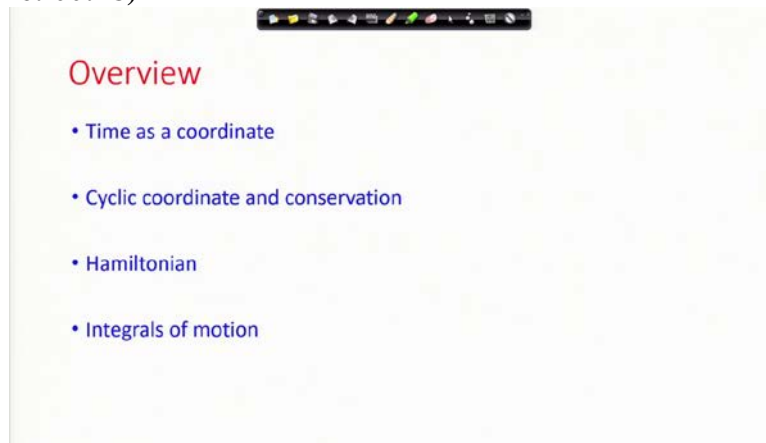 Overview
• Time as a coordinate
• Cyclic coordinate and conservation
• Hamiltonian
• Integrals of motion